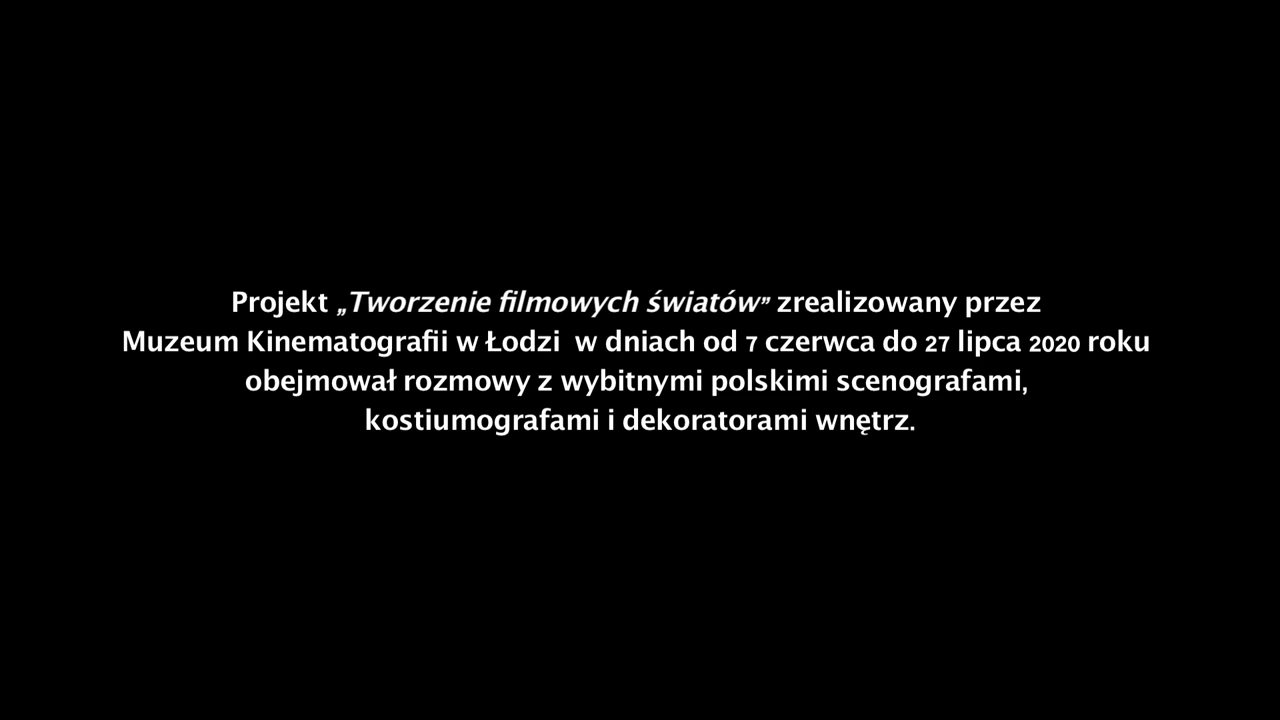 Projekt „Tworzenie filmowych światów” zrealizowany przez
Muzeum Kinematografii w Łodzi w dniach od 7 czerwca do 27 lipca 2020 roku
obejmował rozmowy z wybitnymi polskimi scenografami,
kostiumografami i dekoratorami wnętrz.